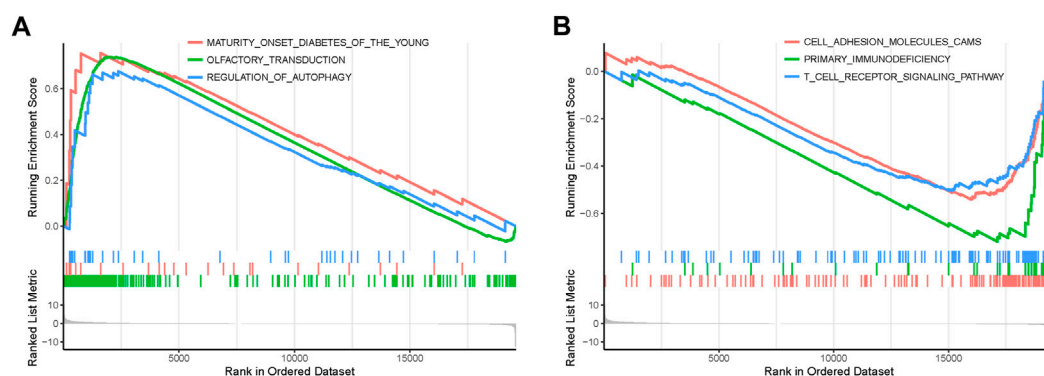 A
MATURITY_ONSET_DIABETES_OF_THE_YOUNG
OLFACTORY_TRANSDUCTION
REGULATION_OF_AUTOPHAGY
Running Enrichment Score
0.6
0.4
0.2
0.0
Ranked List Metric
10
0
−10
5000
10000
15000
Rank in Ordered Dataset
B
CELL_ADHESION_MOLECULES_CAMS
PRIMARY_IMMUNODEFICIENCY
T_CELL_RECEPTOR_SIGNALING_PATHWAY
Running Enrichment Score
0.0
−0.2
−0.4
−0.6
Ranked List Metric
10
0
−10
5000
10000
15000
Rank in Ordered Dataset